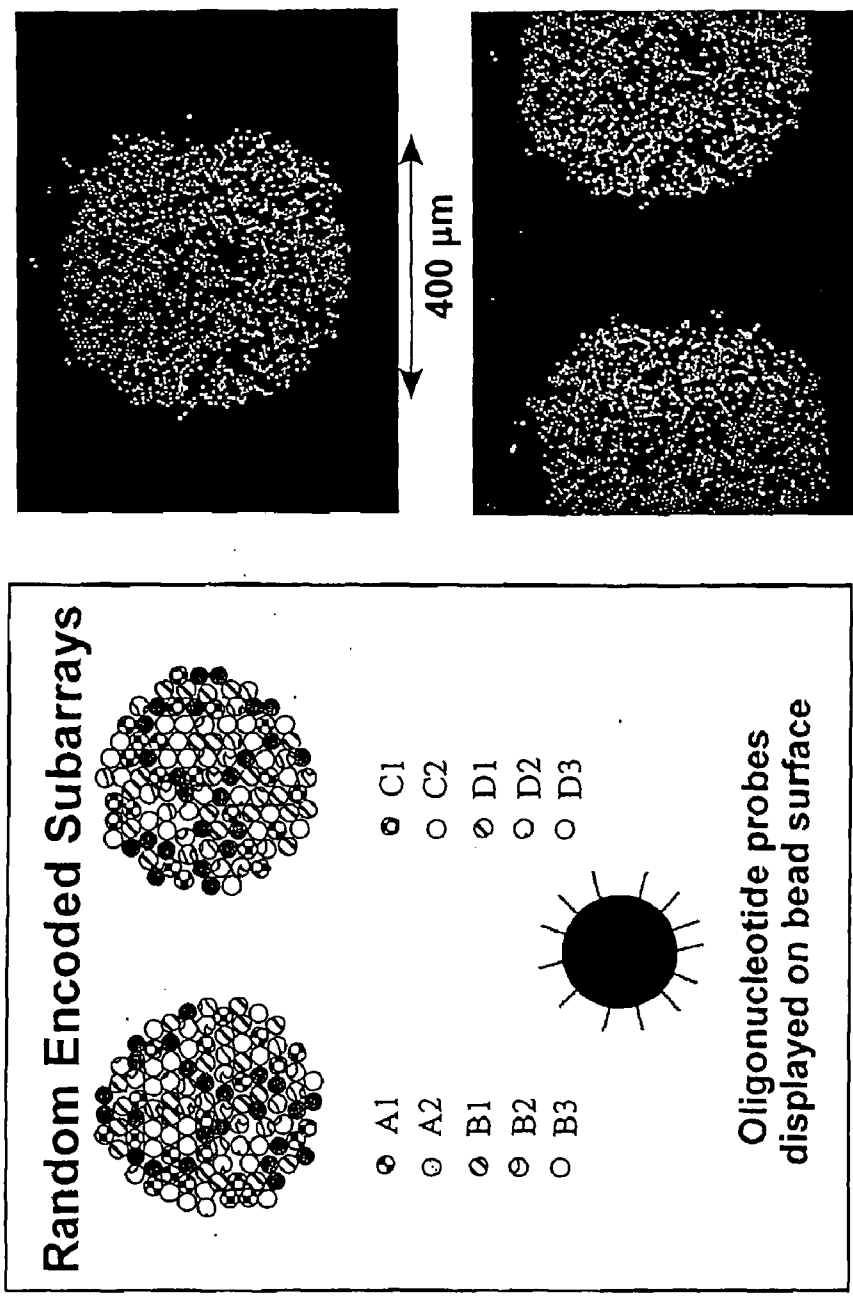 Random Encoded Subarrays
A1
A2
B1
B2
B3
C1
C2
D1
D2
D3
Oligonucleotide probes
displayed on bead surface
400 μm